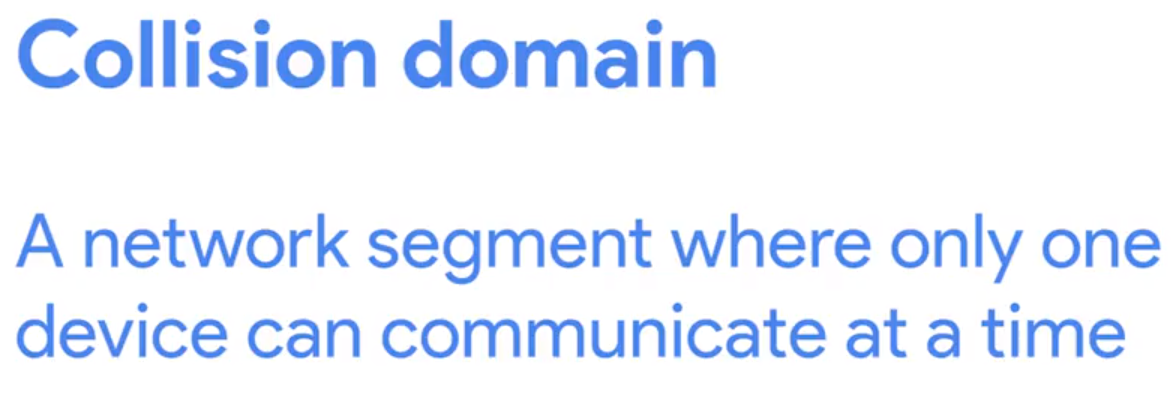 Collision domain
A network segment where only one
device can communicate at a time